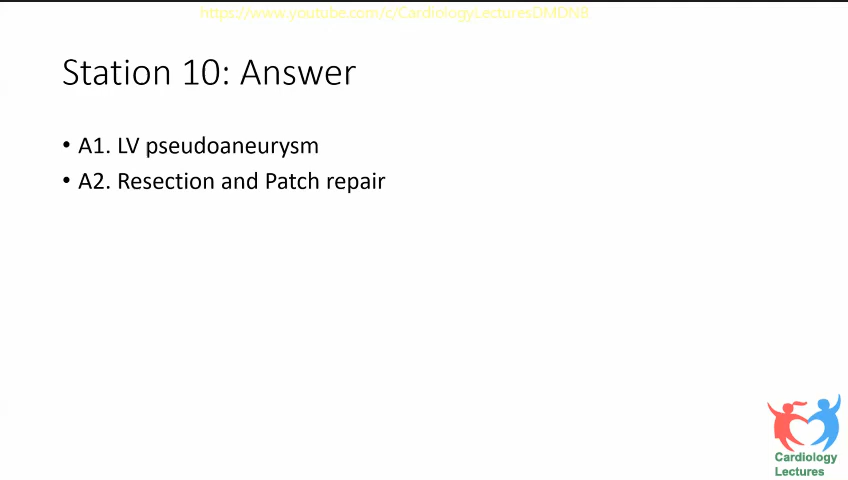 https://www.youtube.com/c/CardiologyLecturesDMDNB
Station 10: Answer
• A1. LV pseudoaneurysm
• A2. Resection and Patch repair
Cardiology
Lectures